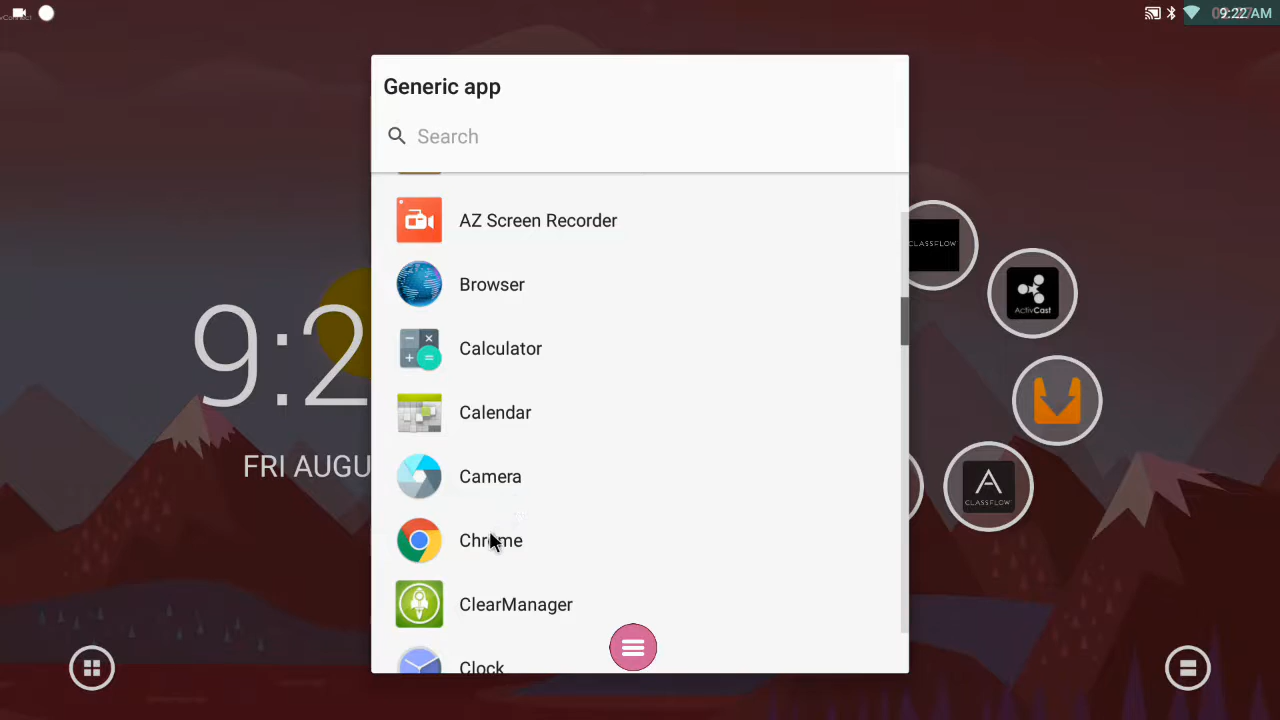 9:22 AM
Generic app
Search
AZ Screen Recorder
CLASSFLOW
Browser
ActivCast
9:2
Calculator
Calendar
FRI AUGU
Camera
CLASSFLOW
Chrome
ClearManager
Clock